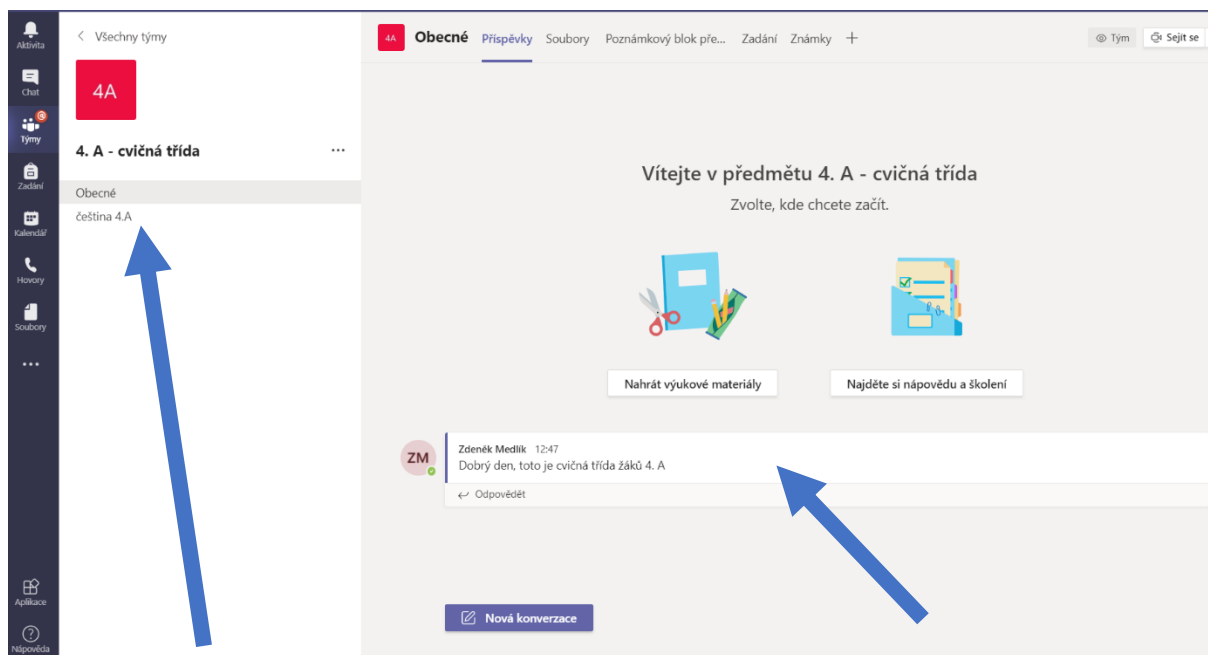 Aktivita
Chat
Týmy
Zadání
Kalendář
Hovory
Soubory
Aplikace
Nápověda
Všechny týmy
4A
4. A - cvičná třída
Obecné
čeština 4.A
4A Obecné Příspěvky Soubory Poznámkový blok pře... Zadání Známky Tým Sejít se
Vítejte v předmětu 4. A - cvičná třída
Zvolte, kde chcete začít.
Nahrát výukové materiály Najděte si nápovědu a školení
ZM
Zdeněk Medlík 12:47
Dobrý den, toto je cvičná třída žáků 4. A
Odpovědět
Nová konverzace